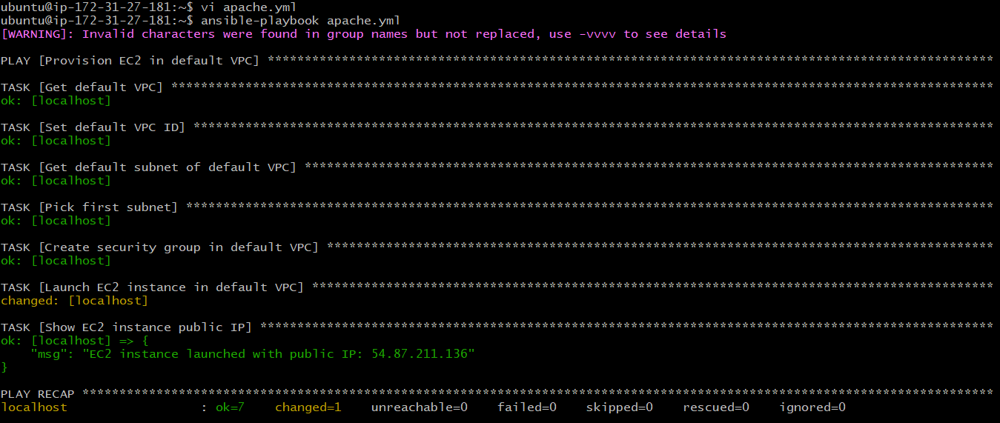 ubuntu@ip-172-31-27-181:~$ vi apache.yml
ubuntu@ip-172-31-27-181:~$ ansible-playbook apache.yml
[WARNING]: Invalid characters were found in group names but not replaced, use -vvvv to see details
PLAY [Provision EC2 in default VPC] **************************************************************************************************
TASK [Get default VPC] ***************************************************************************************************************
ok: [localhost]
TASK [Set default VPC ID] ************************************************************************************************************
ok: [localhost]
TASK [Get default subnet of default VPC] *********************************************************************************************
ok: [localhost]
TASK [Pick first subnet] *************************************************************************************************************
ok: [localhost]
TASK [Create security group in default VPC] ******************************************************************************************
ok: [localhost]
TASK [Launch EC2 instance in default VPC] ********************************************************************************************
changed: [localhost]
TASK [Show EC2 instance public IP] ***************************************************************************************************
ok: [localhost] => {
    "msg": "EC2 instance launched with public IP: 54.87.211.136"
}
PLAY RECAP ***************************************************************************************************************************
localhost                  : ok=7    changed=1    unreachable=0    failed=0    skipped=0    rescued=0    ignored=0